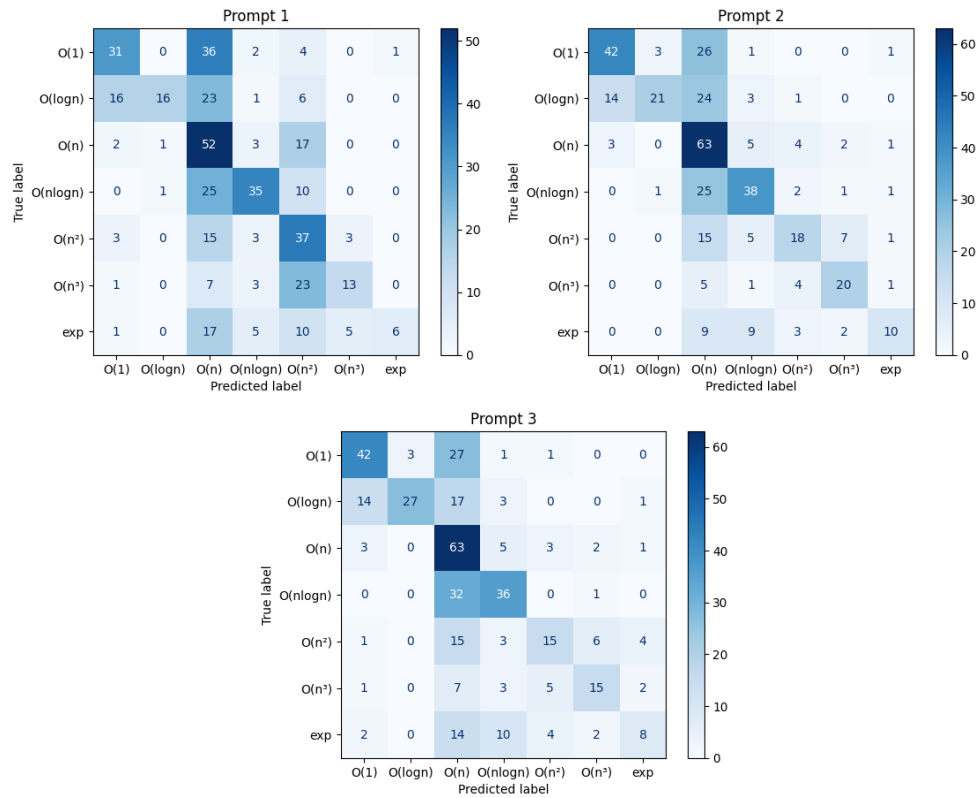 Prompt 1
O(1) 31 0 36 2 4 0 1
O(logn) 16 16 23 1 6 0 0
O(n) 2 1 52 3 17 0 0
O(nlogn) 0 1 25 35 10 0 0
O(n²) 3 0 15 3 37 3 0
O(n³) 1 0 7 3 23 13 0
exp 1 0 17 5 10 5 6
O(1) O(logn) O(n) O(nlogn) O(n²) O(n³) exp
Predicted label
True label
50
40
30
20
10
0
Prompt 2
O(1) 42 3 26 1 0 0 1
O(logn) 14 21 24 3 1 0 0
O(n) 3 0 63 5 4 2 1
O(nlogn) 0 1 25 38 2 1 1
O(n²) 0 0 15 5 18 7 1
O(n³) 0 0 5 1 4 20 1
exp 0 0 9 9 3 2 10
O(1) O(logn) O(n) O(nlogn) O(n²) O(n³) exp
Predicted label
True label
60
50
40
30
20
10
0
Prompt 3
O(1) 42 3 27 1 1 0 0
O(logn) 14 27 17 3 0 0 1
O(n) 3 0 63 5 3 2 1
O(nlogn) 0 0 32 36 0 1 0
O(n²) 1 0 15 3 15 6 4
O(n³) 1 0 7 3 5 15 2
exp 2 0 14 10 4 2 8
O(1) O(logn) O(n) O(nlogn) O(n²) O(n³) exp
Predicted label
True label
60
50
40
30
20
10
0